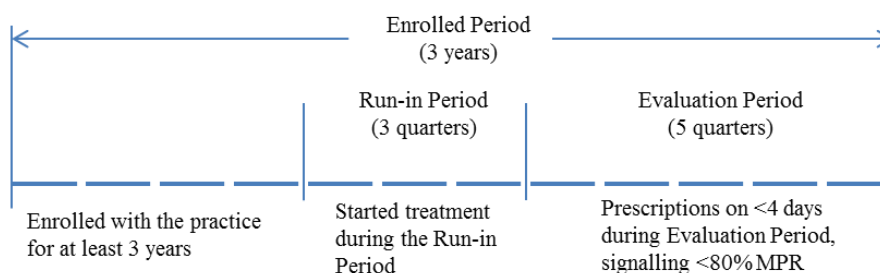 Enrolled Period
(3 years)
Run-in Period
(3 quarters)
Evaluation Period
(5 quarters)
Enrolled with the practice
for at least 3 years
Started treatment
during the Run-in
Period
Prescriptions on <4 days
during Evaluation Period,
signalling <80% MPR